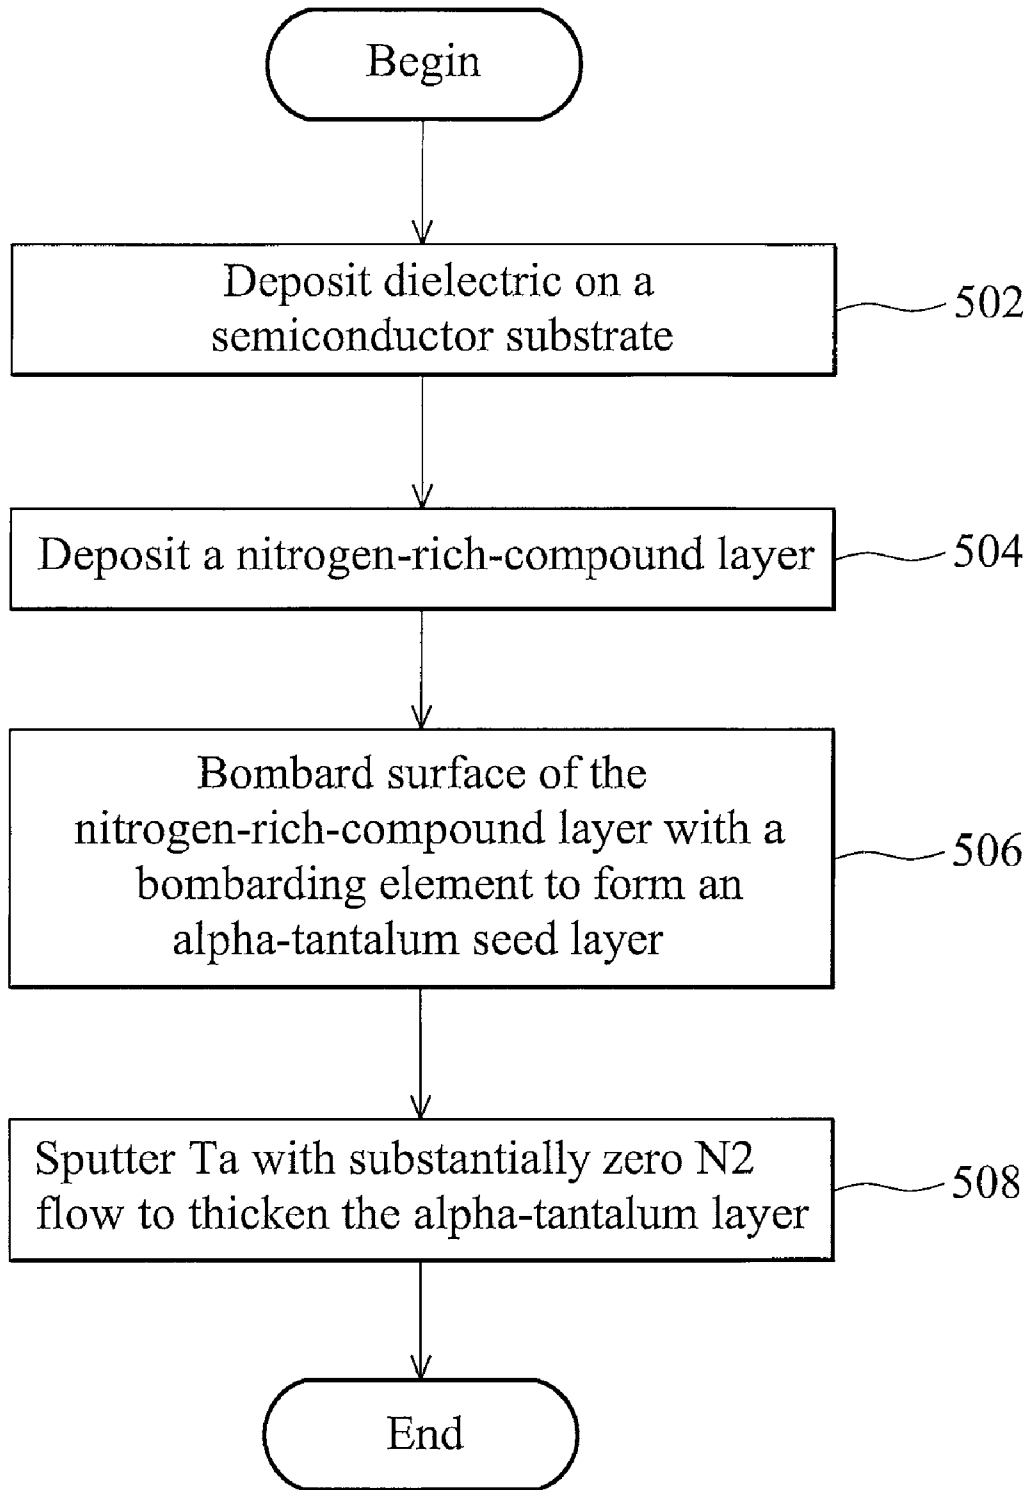 Begin
Deposit dielectric on a
semiconductor substrate
502
Deposit a nitrogen-rich-compound layer
504
Bombard surface of the
nitrogen-rich-compound layer with a
bombarding element to form an
alpha-tantalum seed layer
506
Sputter Ta with substantially zero N2
flow to thicken the alpha-tantalum layer
508
End